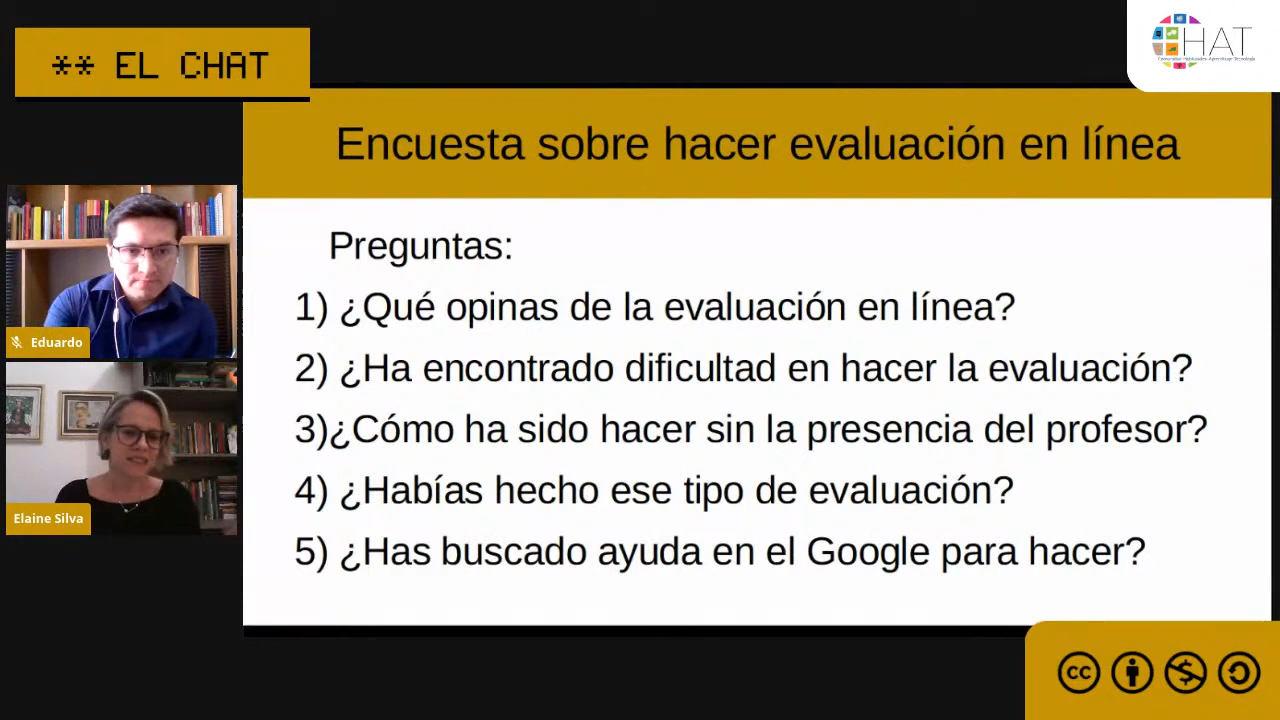 ** EL CHAT
HAT
Encuesta sobre hacer evaluación en línea
Preguntas:
1) ¿Qué opinas de la evaluación en línea?
2) ¿Ha encontrado dificultad en hacer la evaluación?
3)¿Cómo ha sido hacer sin la presencia del profesor?
4) ¿Habías hecho ese tipo de evaluación?
5) ¿Has buscado ayuda en el Google para hacer?
Eduardo
Elaine Silva
cc